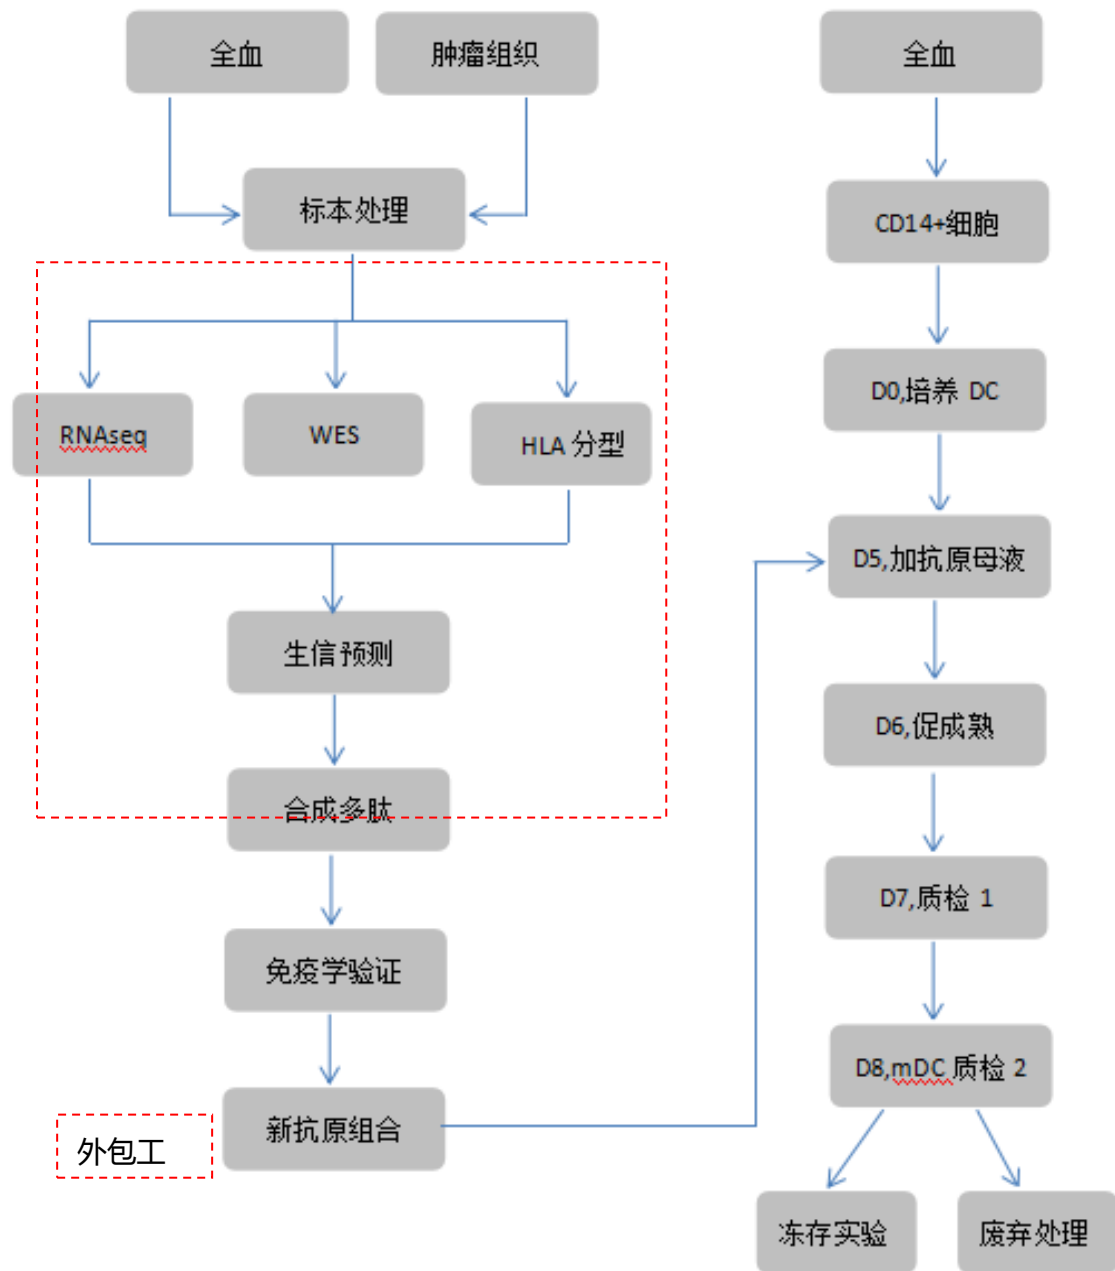 全血
肿瘤组织
标本处理
RNAseq
WES
HLA 分型
生信预测
合成多肽
免疫学验证
新抗原组合
外包工
全血
CD14+细胞
D0,培养 DC
D5,加抗原母液
D6,促成熟
D7,质检 1
D8,mDC 质检 2
冻存实验
废弃处理